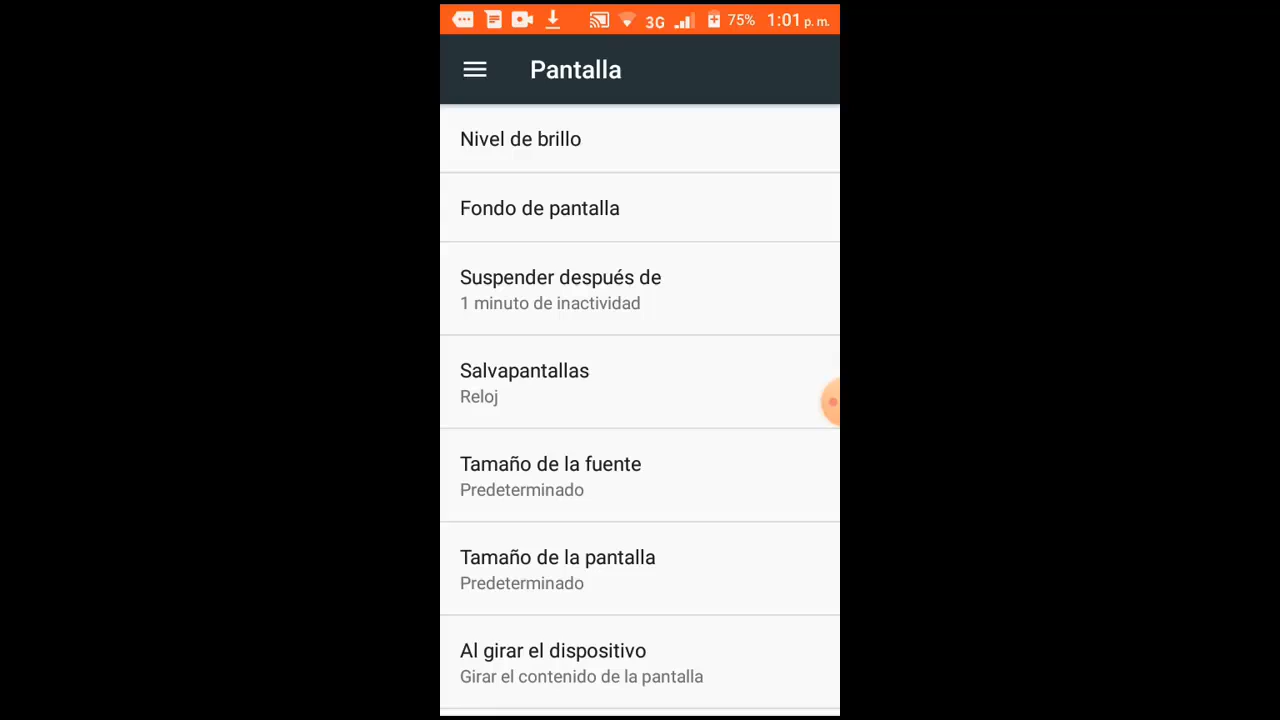 3G 75% 1:01 p. m.
Pantalla
Nivel de brillo
Fondo de pantalla
Suspender después de
1 minuto de inactividad
Salvapantallas
Reloj
Tamaño de la fuente
Predeterminado
Tamaño de la pantalla
Predeterminado
Al girar el dispositivo
Girar el contenido de la pantalla